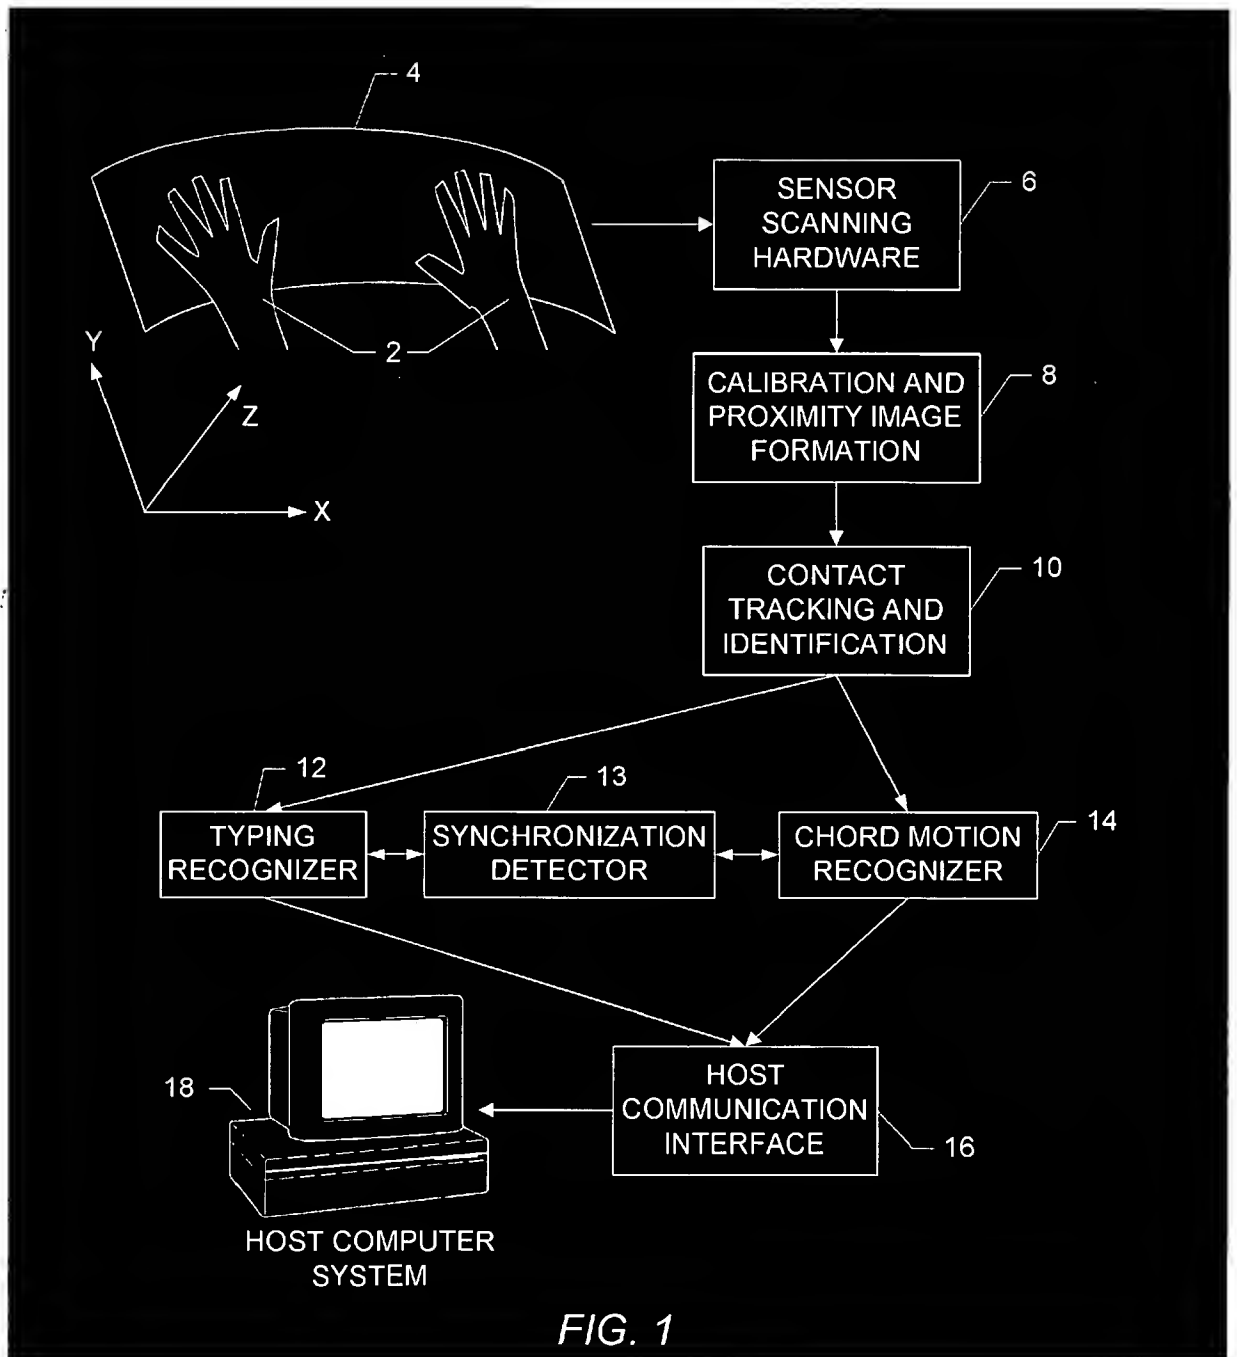 4
SENSOR
SCANNING
HARDWARE
6
2
Y
Z
X
CALIBRATION AND
PROXIMITY IMAGE
FORMATION
8
CONTACT
TRACKING AND
IDENTIFICATION
10
12
TYPING
RECOGNIZER
13
SYNCHRONIZATION
DETECTOR
CHORD MOTION
RECOGNIZER
14
18
HOST
COMMUNICATION
INTERFACE
16
HOST COMPUTER
SYSTEM
FIG. 1